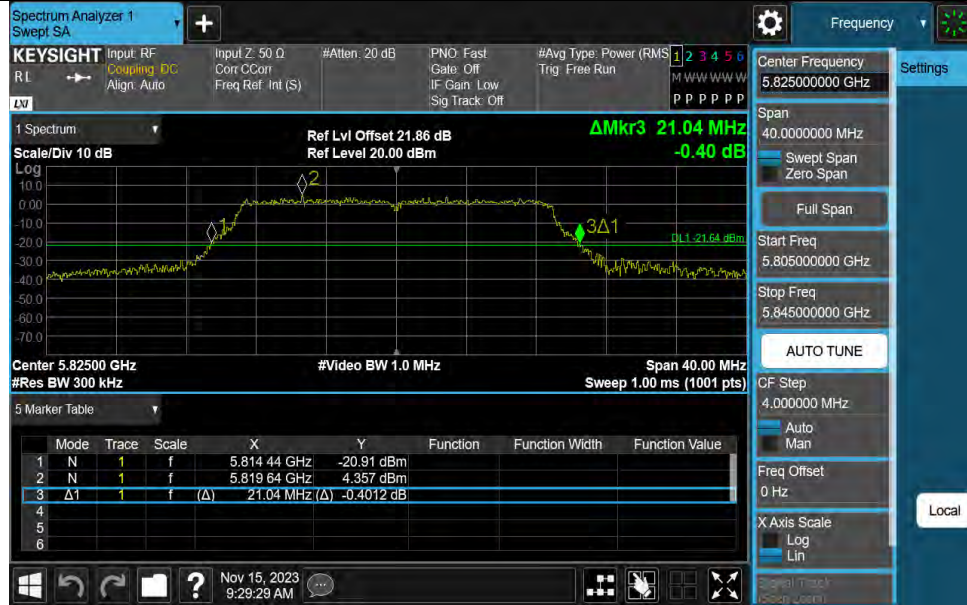 Spectrum Analyzer 1
Swept SA
+
Frequency
KEYSIGHT
RL
LXI
Input: RF
Coupling: DC
Align: Auto
Input Z: 50 Ω
Corr CCorr
Freq Ref: Int (S)
#Atten: 20 dB
PNO: Fast
Gate: Off
IF Gain: Low
Sig Track: Off
#Avg Type: Power (RMS
Trig: Free Run
1 2 3 4 5 6
M W W W W W
P P P P P P
1 Spectrum
Scale/Div 10 dB
Ref Lvl Offset 21.86 dB
Ref Level 20.00 dBm
ΔMkr3 21.04 MHz
-0.40 dB
Log
10.0
0.00
-10.0
-20.0
-30.0
-40.0
-50.0
-60.0
-70.0
1
2
3Δ1
DL1 -21.64 dBm
Center 5.82500 GHz
#Res BW 300 kHz
#Video BW 1.0 MHz
Span 40.00 MHz
Sweep 1.00 ms (1001 pts)
5 Marker Table
Mode Trace Scale X Y Function Function Width Function Value
1 N 1 f 5.814 44 GHz -20.91 dBm
2 N 1 f 5.819 64 GHz 4.357 dBm
3 Δ1 1 f (Δ) 21.04 MHz (Δ) -0.4012 dB
4
5
6
Nov 15, 2023
9:29:29 AM
?
Center Frequency
5.825000000 GHz
Span
40.0000000 MHz
Swept Span
Zero Span
Full Span
Start Freq
5.805000000 GHz
Stop Freq
5.845000000 GHz
AUTO TUNE
CF Step
4.000000 MHz
Auto
Man
Freq Offset
0 Hz
X Axis Scale
Log
Lin
Signal Track
(Span Zoom)
Settings
Local